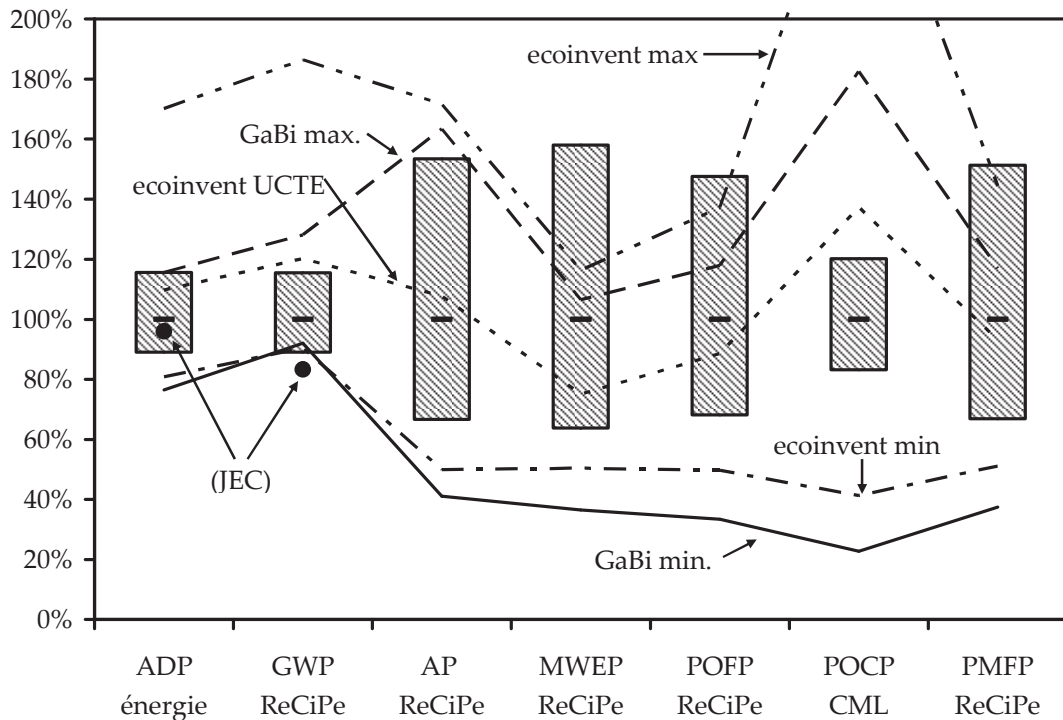 200%
180%
160%
140%
120%
100%
80%
60%
40%
20%
0%
ecoinvent max
GaBi max.
ecoinvent UCTE
(JEC)
ecoinvent min
GaBi min.
ADP
énergie
GWP
ReCiPe
AP
ReCiPe
MWEP
ReCiPe
POFP
ReCiPe
POCP
CML
PMFP
ReCiPe